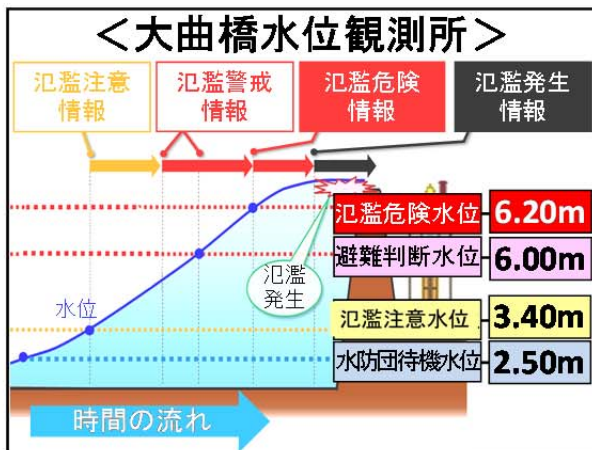 ＜大曲橋水位観測所＞
氾濫注意
情報
氾濫警戒
情報
氾濫危険
情報
氾濫発生
情報
氾濫危険水位 6.20m
避難判断水位 6.00m
氾濫
発生
水位
氾濫注意水位 3.40m
水防団待機水位 2.50m
時間の流れ